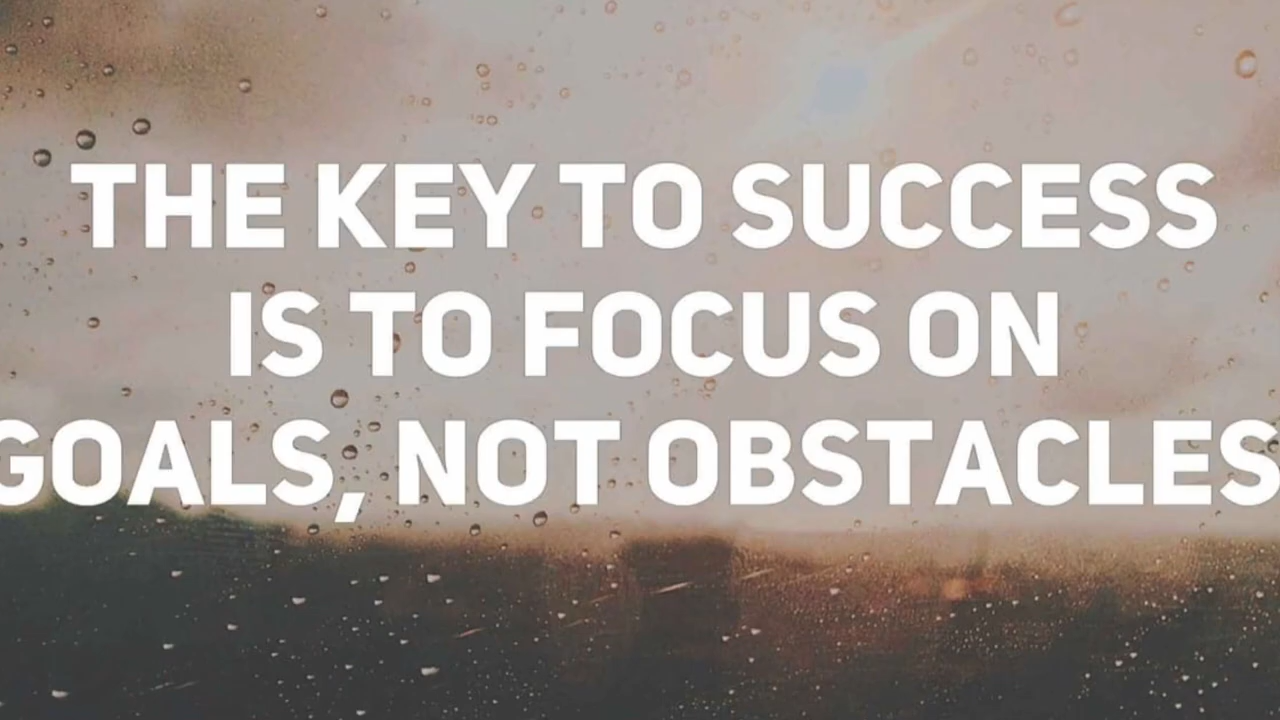 THE KEY TO SUCCESS
IS TO FOCUS ON
GOALS, NOT OBSTACLES